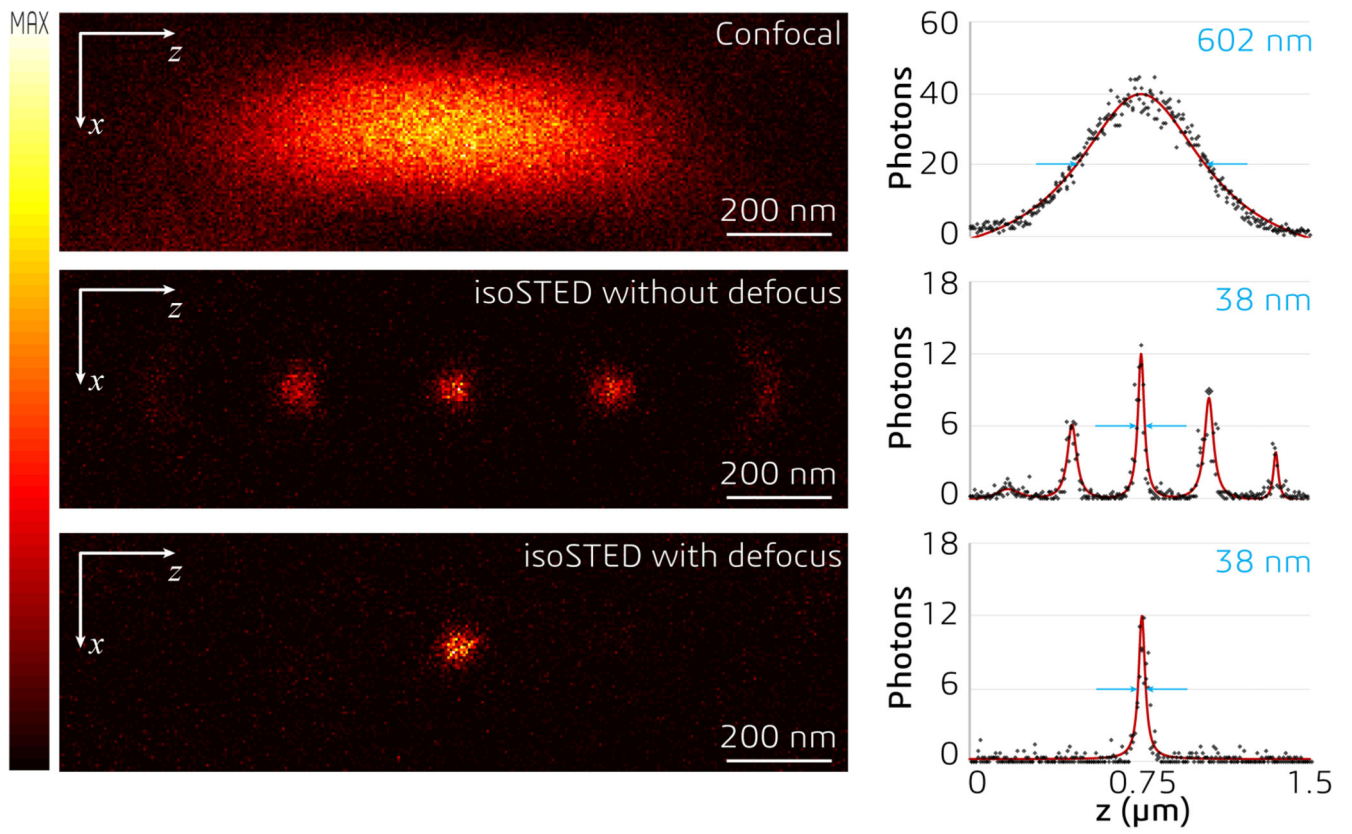 MAX
z
x
Confocal
200 nm
Photons
60
40
20
0
602 nm
z
x
isoSTED without defocus
200 nm
Photons
18
12
6
0
38 nm
z
x
isoSTED with defocus
200 nm
Photons
18
12
6
0
38 nm
0 0.75 1.5
z (μm)